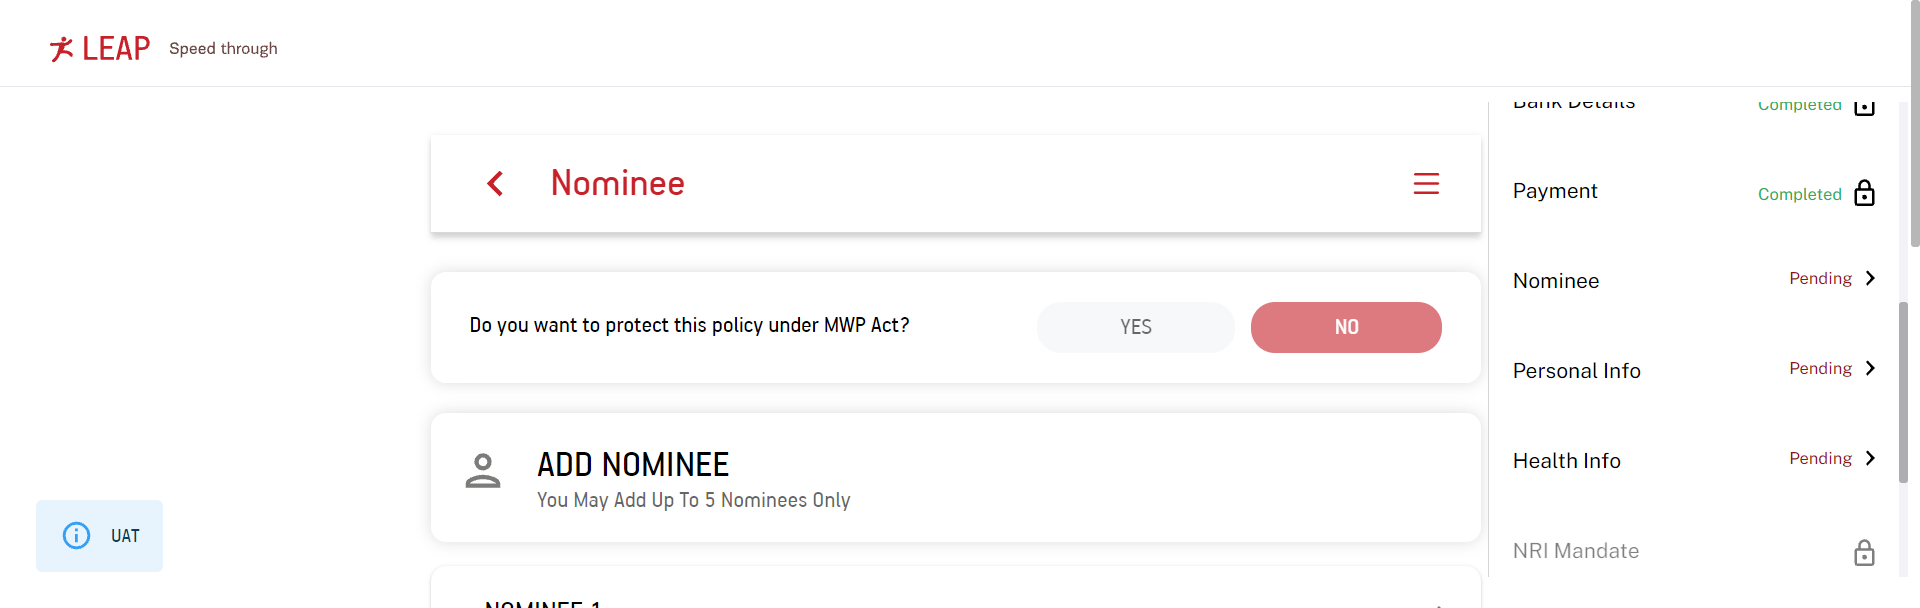 LEAP Speed through
Nominee
Do you want to protect this policy under MWP Act? YES NO
ADD NOMINEE
You May Add Up To 5 Nominees Only
NOMINEE 1
UAT
Bank Details Completed
Payment Completed
Nominee Pending
Personal Info Pending
Health Info Pending
NRI Mandate